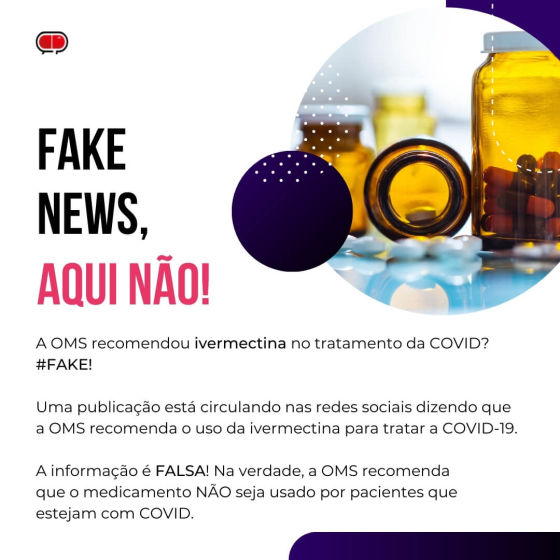 FAKE
NEWS,
AQUI NÃO!
A OMS recomendou ivermectina no tratamento da COVID?
#FAKE!
Uma publicação está circulando nas redes sociais dizendo que
a OMS recomenda o uso da ivermectina para tratar a COVID-19.
A informação é FALSA! Na verdade, a OMS recomenda
que o medicamento NÃO seja usado por pacientes que
estejam com COVID.